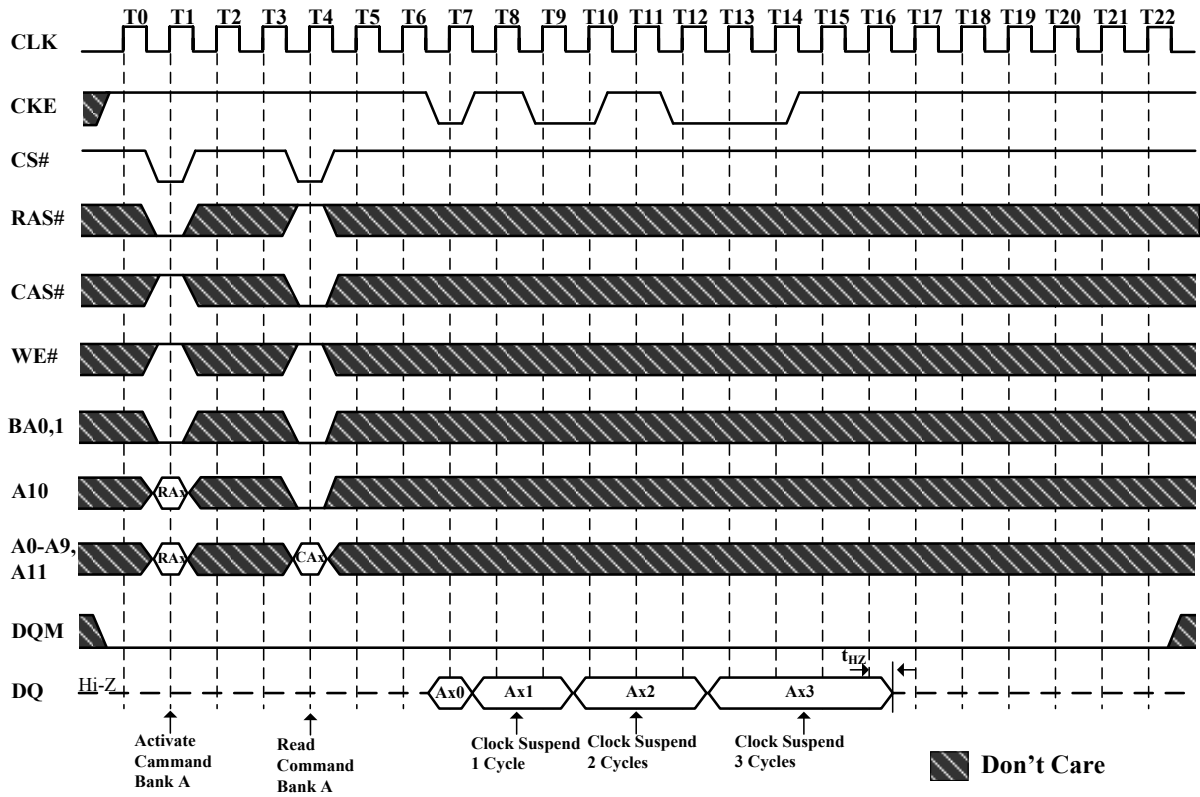 T0 T1 T2 T3 T4 T5 T6 T7 T8 T9 T10 T11 T12 T13 T14 T15 T16 T17 T18 T19 T20 T21 T22
CLK
CKE
CS#
RAS#
CAS#
WE#
BA0,1
A10
RAx
A0-A9,
A11
RAx
CAx
DQM
tHZ
DQ
Hi-Z
Ax0
Ax1
Ax2
Ax3
Activate
Cammand
Bank A
Read
Command
Bank A
Clock Suspend
1 Cycle
Clock Suspend
2 Cycles
Clock Suspend
3 Cycles
Don't Care